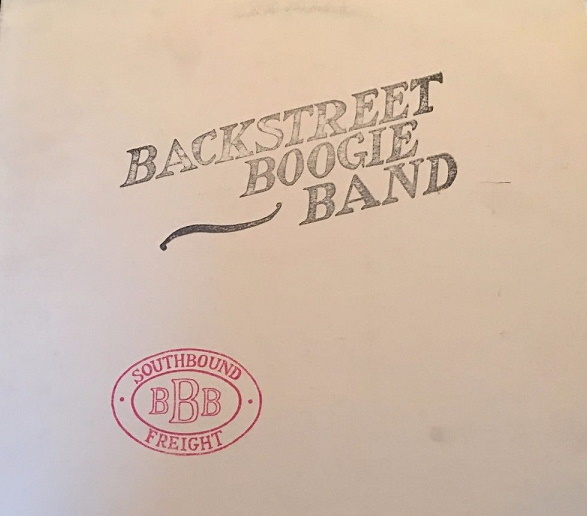 BACKSTREET
BOOGIE
BAND
SOUTHBOUND
BBB
FREIGHT